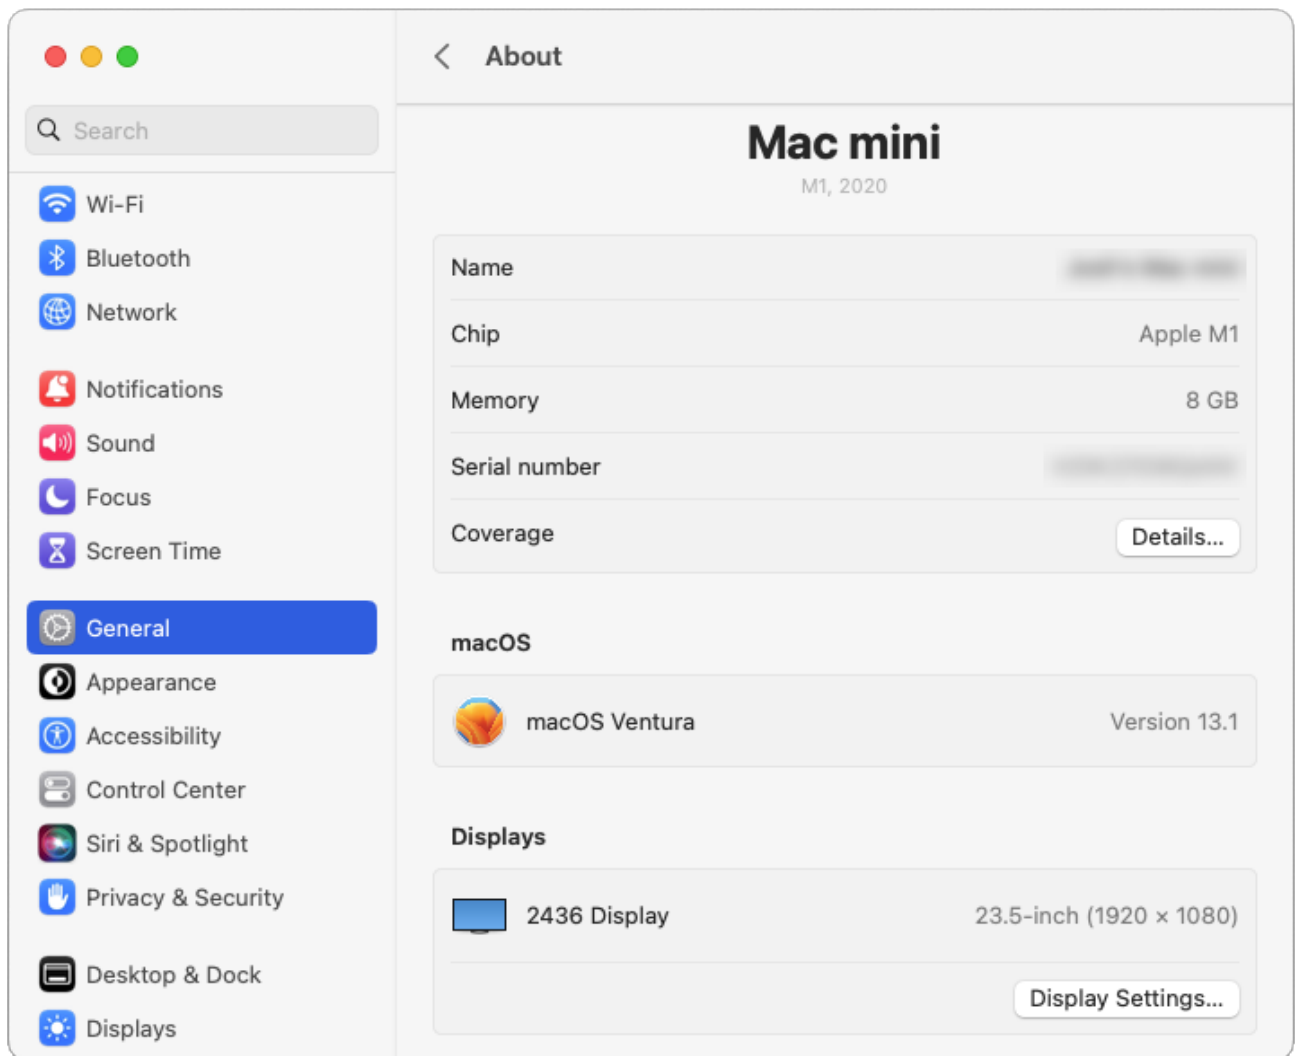 About
Search
Wi-Fi
Bluetooth
Network
Notifications
Sound
Focus
Screen Time
General
Appearance
Accessibility
Control Center
Siri & Spotlight
Privacy & Security
Desktop & Dock
Displays
Mac mini
M1, 2020
Name
Chip Apple M1
Memory 8 GB
Serial number
Coverage Details...
macOS
macOS Ventura Version 13.1
Displays
2436 Display 23.5-inch (1920 × 1080)
Display Settings...